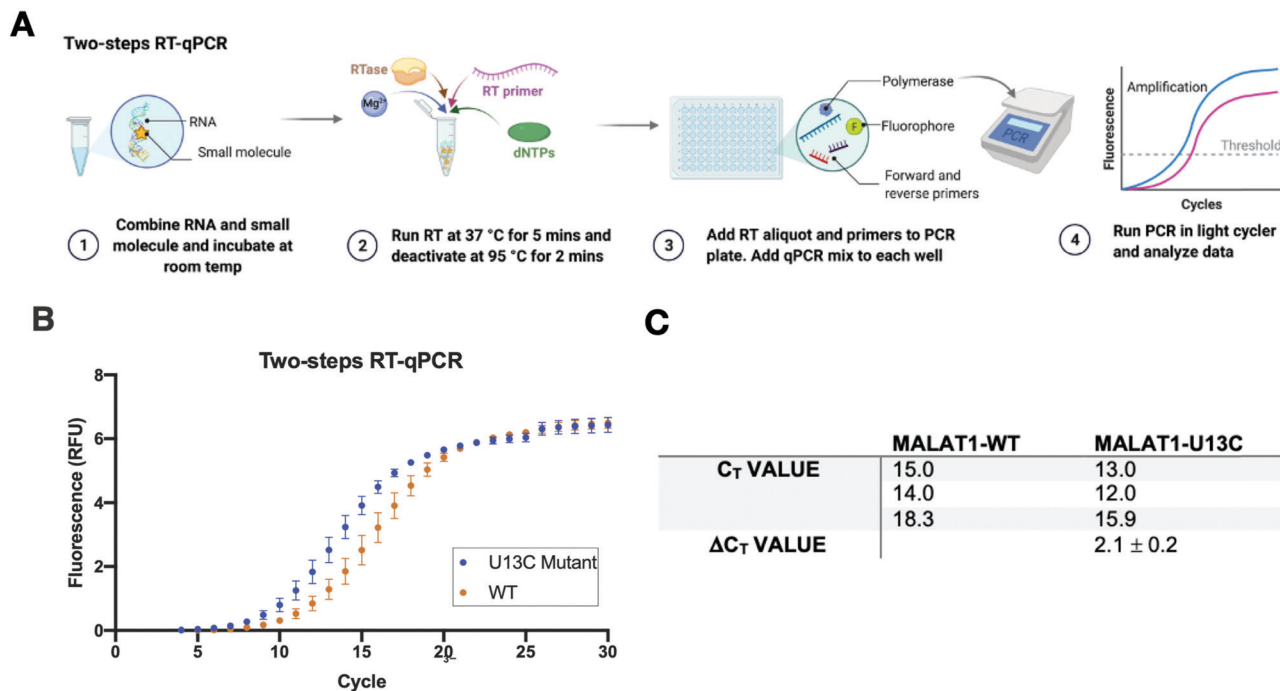 A
Two-steps RT-qPCR
RNA
Small molecule
RTase
Mg²⁺
RT primer
dNTPs
Polymerase
F
Fluorophore
Forward and
reverse primers
PCR
Fluorescence
Amplification
Threshold
Cycles
1
Combine RNA and small
molecule and incubate at
room temp
2
Run RT at 37 °C for 5 mins and
deactivate at 95 °C for 2 mins
3
Add RT aliquot and primers to PCR
plate. Add qPCR mix to each well
4
Run PCR in light cycler
and analyze data
B
Two-steps RT-qPCR
Fluorescence (RFU)
8
6
4
2
0
U13C Mutant
WT
0 5 10 15 20 25 30
3–
Cycle
C
MALAT1-WT MALAT1-U13C
C_T VALUE 15.0 13.0
14.0 12.0
18.3 15.9
ΔC_T VALUE 2.1 ± 0.2